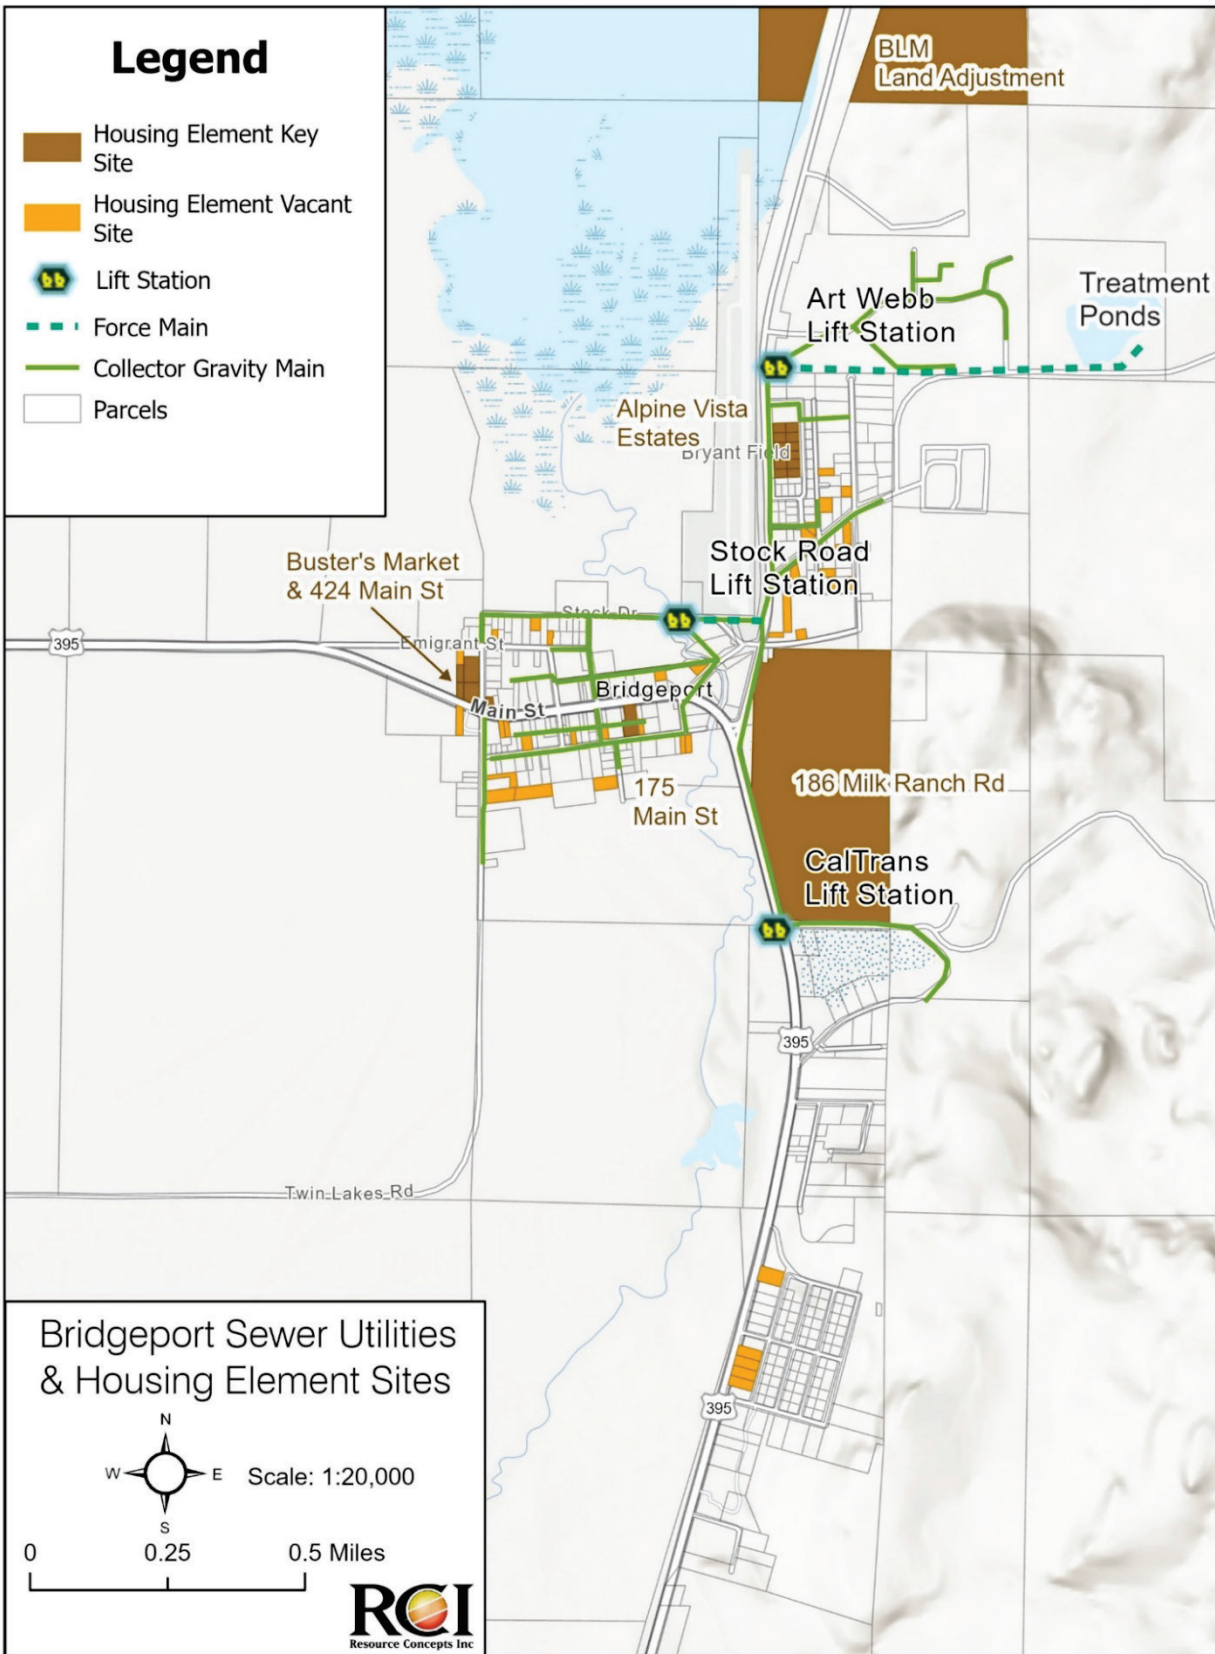 Legend
Housing Element Key
Site
Housing Element Vacant
Site
Lift Station
Force Main
Collector Gravity Main
Parcels
BLM
Land Adjustment
Treatment
Ponds
Art Webb
Lift Station
Alpine Vista
Estates
Bryant Field
Stock Road
Lift Station
Buster's Market
& 424 Main St
Stock Dr
395
Emigrant St
Bridgeport
Main St
175
Main St
186 Milk Ranch Rd
CalTrans
Lift Station
395
Twin Lakes Rd
395
Bridgeport Sewer Utilities
& Housing Element Sites
N
W E
S
Scale: 1:20,000
0 0.25 0.5 Miles
RCI
Resource Concepts Inc